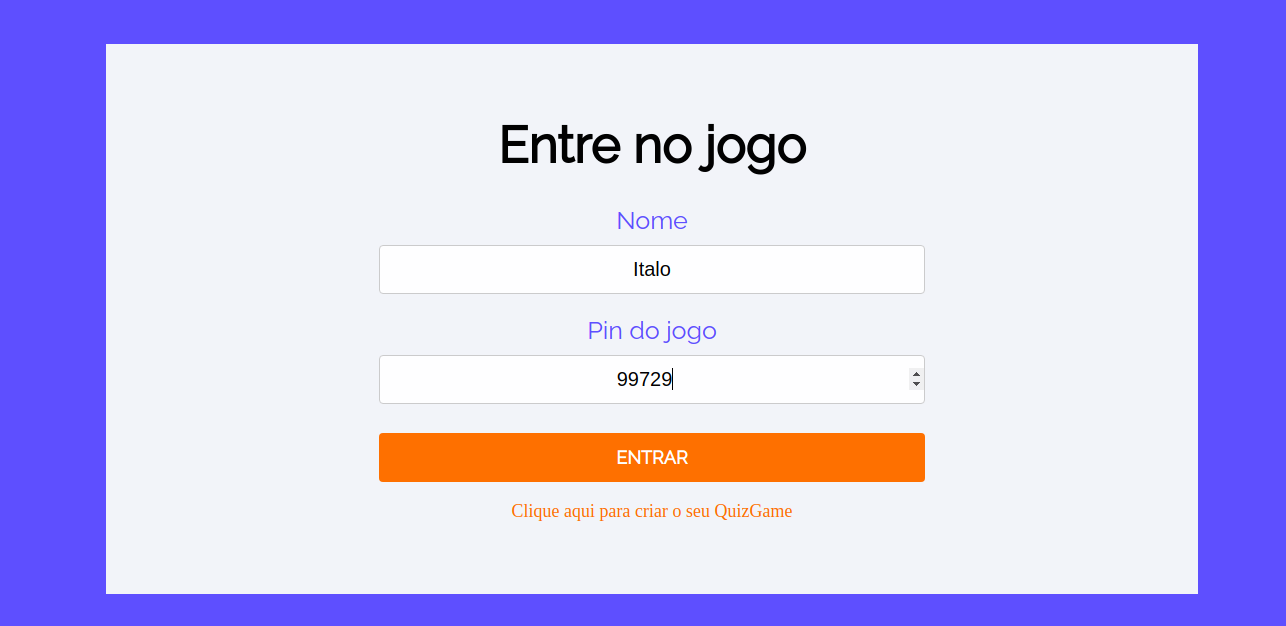 Entre no jogo
Nome
Italo
Pin do jogo
99729
ENTRAR
Clique aqui para criar o seu QuizGame